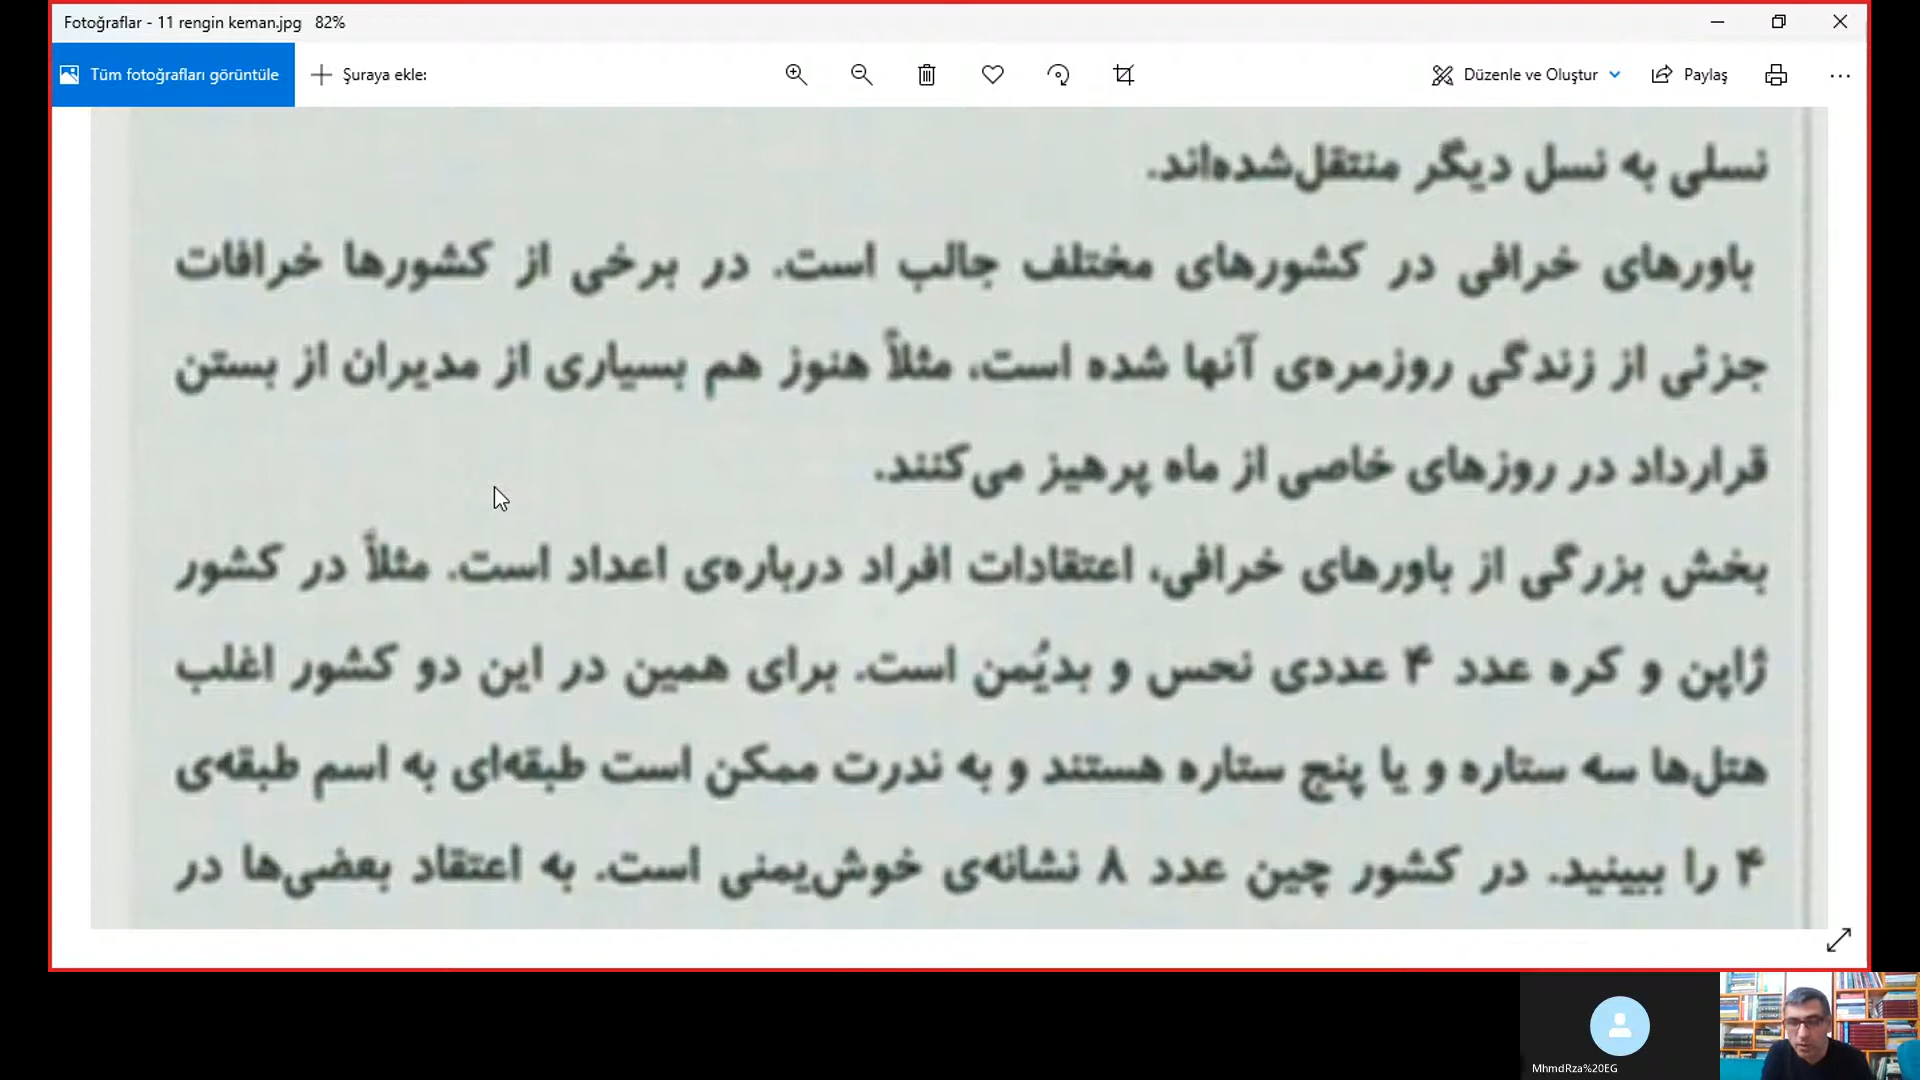 Fotoğraflar - 11 rengin keman.jpg 82%
Tüm fotoğrafları görüntüle
Şuraya ekle:
Düzenle ve Oluştur
Paylaş
نسلی به نسل دیگر منتقل‌شده‌اند.
باورهای خرافی در کشورهای مختلف جالب است. در برخی از کشورها خرافات
جزئی از زندگی روزمره‌ی آنها شده است، مثلاً هنوز هم بسیاری از مدیران از بستن
قرارداد در روزهای خاصی از ماه پرهیز می‌کنند.
بخش بزرگی از باورهای خرافی، اعتقادات افراد درباره‌ی اعداد است. مثلاً در کشور
ژاپن و کره عدد ۴ عددی نحس و بدیُمن است. برای همین در این دو کشور اغلب
هتل‌ها سه ستاره و یا پنج ستاره هستند و به ندرت ممکن است طبقه‌ای به اسم طبقه‌ی
۴ را ببینید. در کشور چین عدد ۸ نشانه‌ی خوش‌یمنی است. به اعتقاد بعضی‌ها در
MhmdRza%20EG